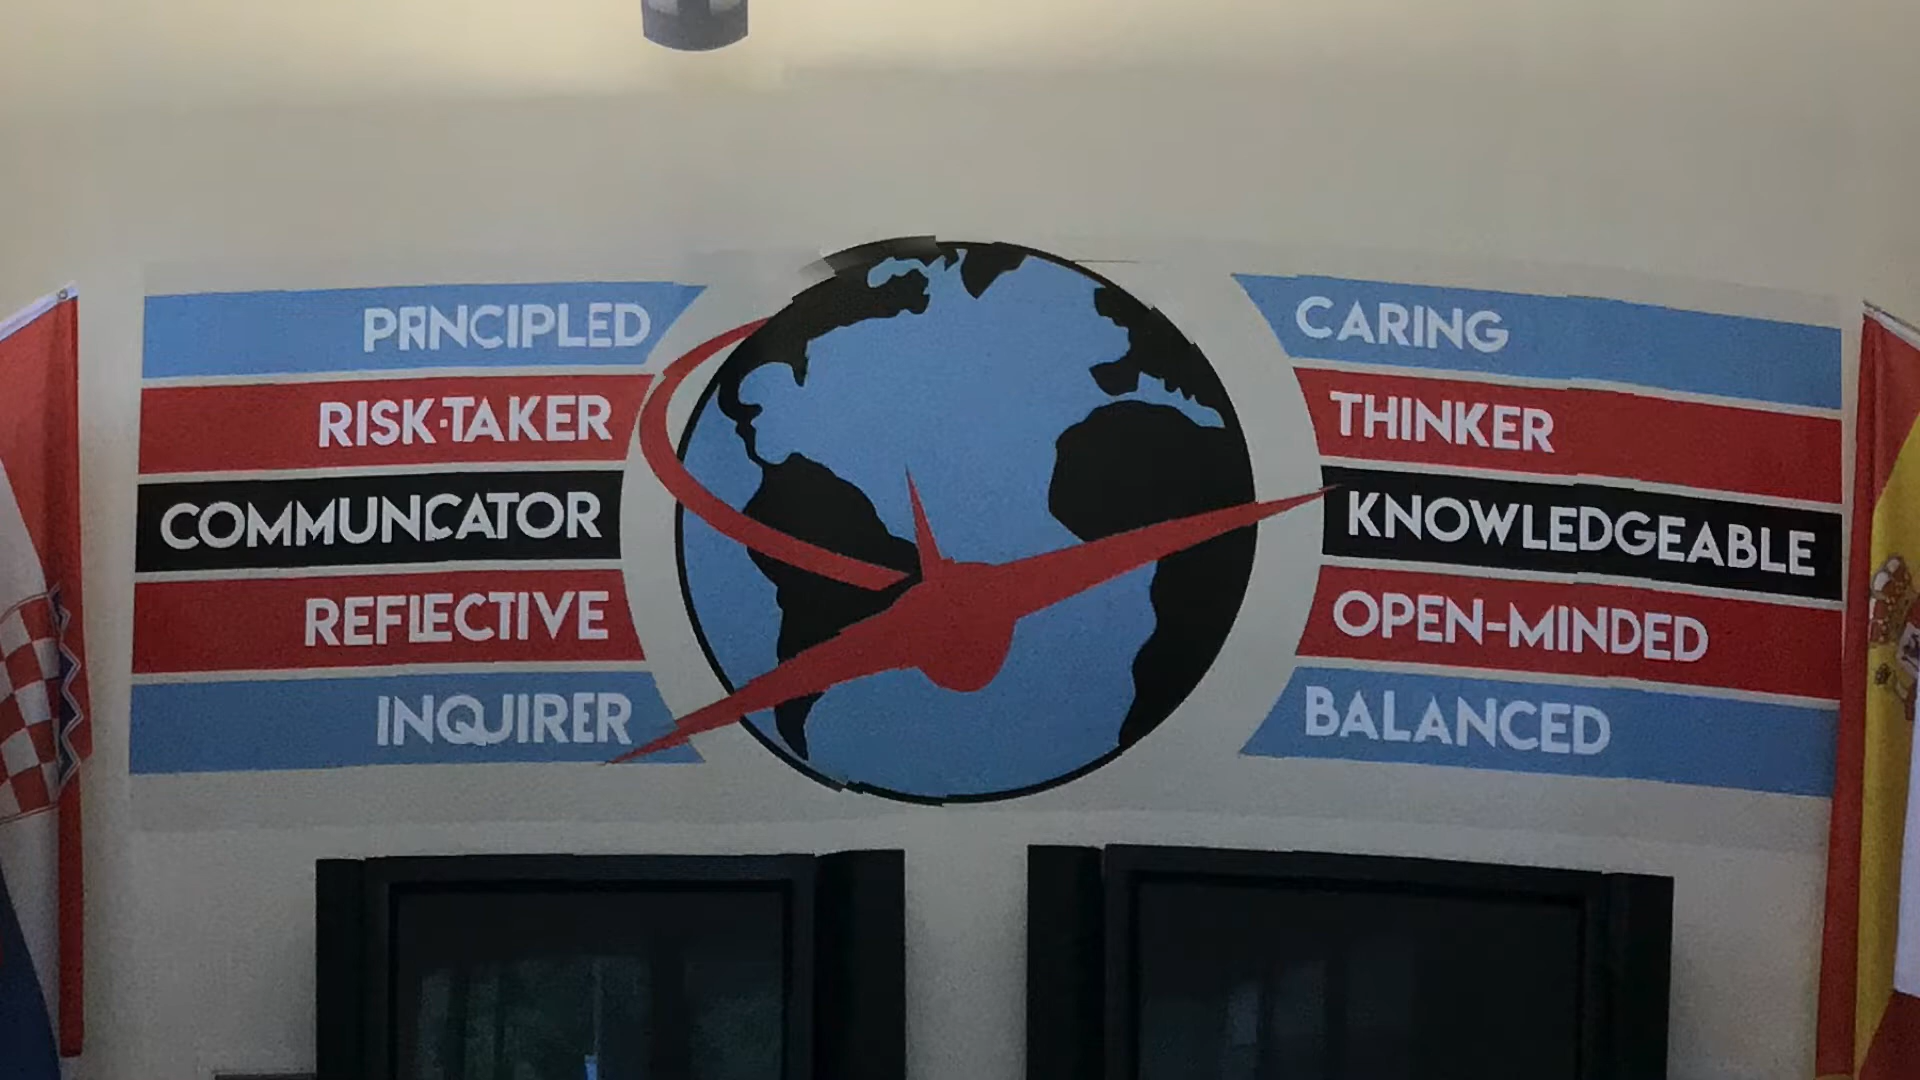 PRNCIPLED
RISK-TAKER
COMMUNCATOR
REFLECTIVE
INQUIRER
CARING
THINKER
KNOWLEDGEABLE
OPEN-MINDED
BALANCED